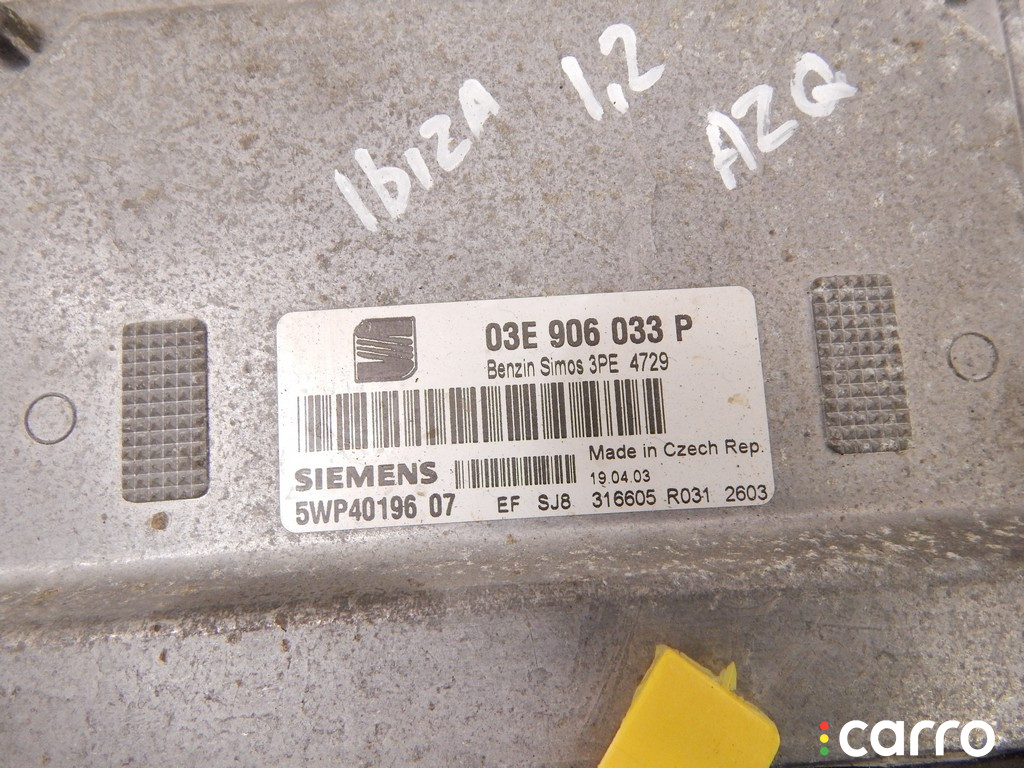 IbIZA 1,2 AZQ
03E 906 033 P
Benzin Simos 3PE 4729
SIEMENS
Made in Czech Rep.
19.04.03
5WP40196 07 EF SJ8 316605 R031 2603
carro